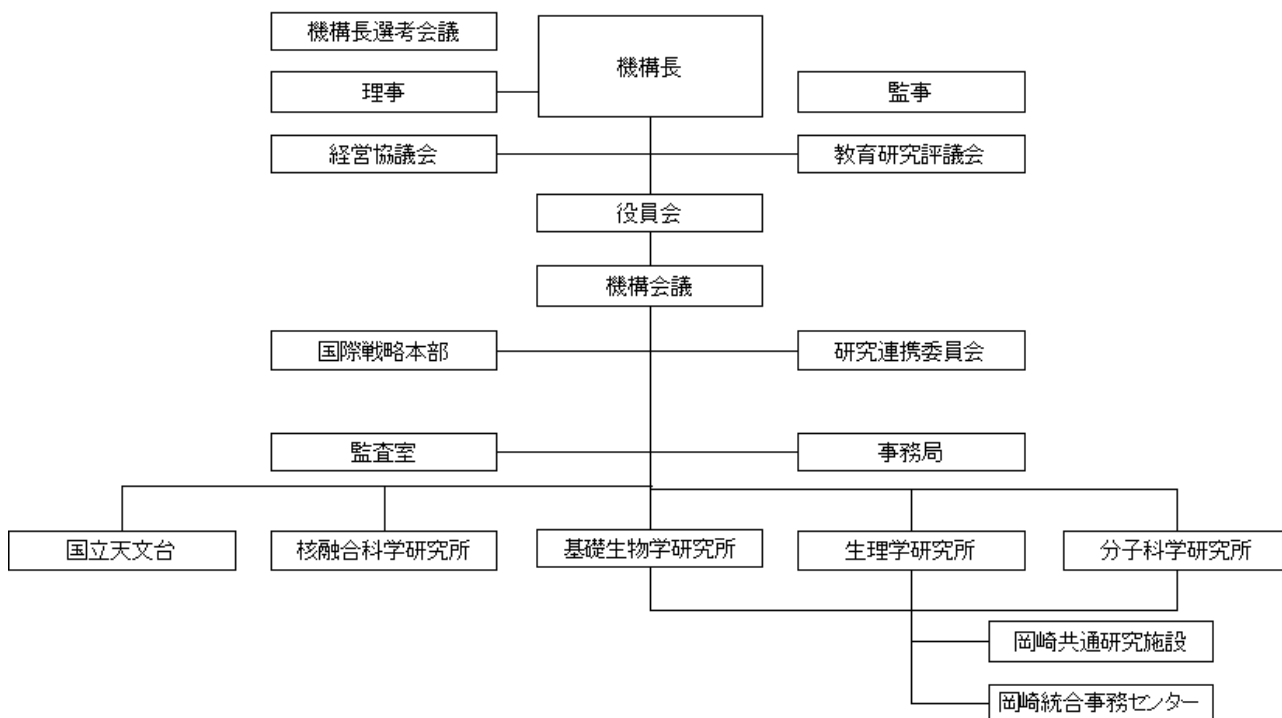 機構長選考会議
機構長
理事
監事
経営協議会
教育研究評議会
役員会
機構会議
国際戦略本部
研究連携委員会
監査室
事務局
国立天文台
核融合科学研究所
基礎生物学研究所
生理学研究所
分子科学研究所
岡崎共通研究施設
岡崎統合事務センター